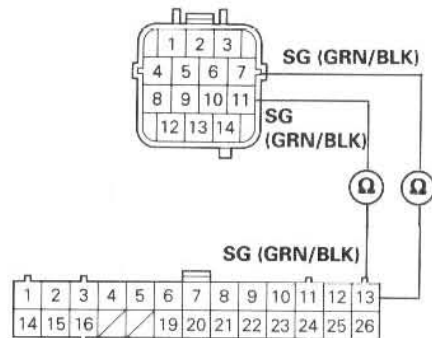 1 2 3
SG (GRN/BLK)
4 5 6 7
8 9 10 11
SG
(GRN/BLK)
12 13 14
Ω Ω
SG (GRN/BLK)
1 2 3 4 5 6 7 8 9 10 11 12 13
14 15 16 19 20 21 22 23 24 25 26